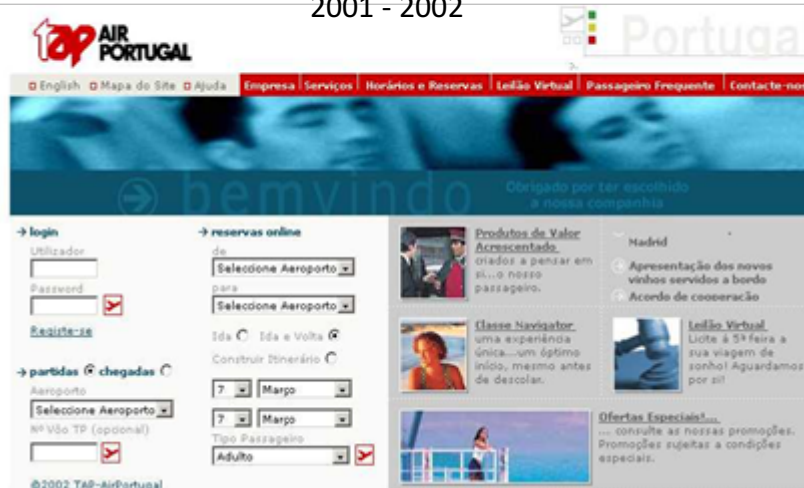 2001 - 2002
tap AIR PORTUGAL
Portuga
English Mapa do Site Ajuda Empresa Serviços Horários e Reservas Leilão Virtual Passageiro Frequente Contacte-nos
bemvindo
Obrigado por ter escolhido
a nossa companhia
login
Utilizador
Password
Registe-se
partidas chegadas
Aeroporto
Seleccione Aeroporto
Nº Vôo TP (opcional)
©2002 TAP-AirPortugal
reservas online
de
Seleccione Aeroporto
para
Seleccione Aeroporto
Ida Ida e Volta
Construir Itinerário
7 Março
7 Março
Tipo Passageiro
Adulto
Produtos de Valor
Acrescentado
criados a pensar em
si...o nosso
passageiro.
Madrid
Apresentação dos novos
vinhos servidos a bordo
Acordo de cooperação
Classe Navigator
uma experiência
única...um óptimo
início, mesmo antes
de descolar.
Leilão Virtual
Licite à 5ª feira a
sua viagem de
sonho! Aguardamos
por si!
Ofertas Especiais!...
... consulte as nossas promoções.
Promoções sujeitas a condições
especiais.